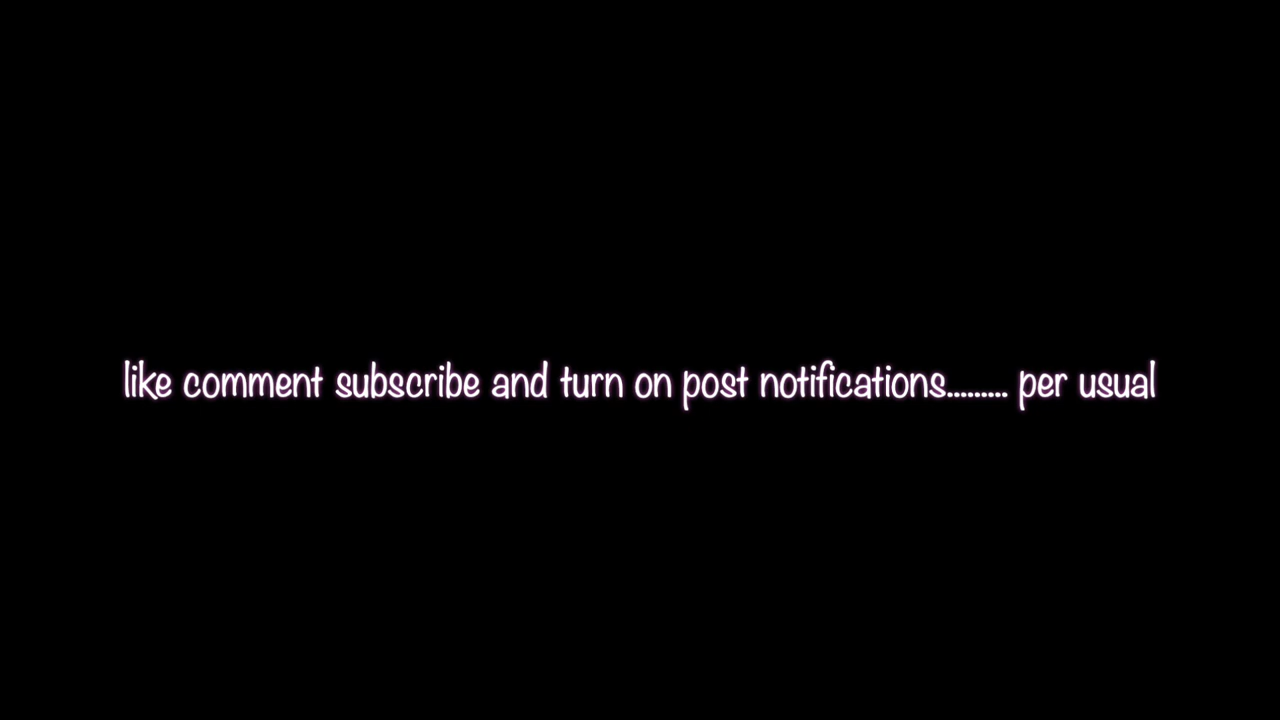 like comment subscribe and turn on post notifications......... per usual